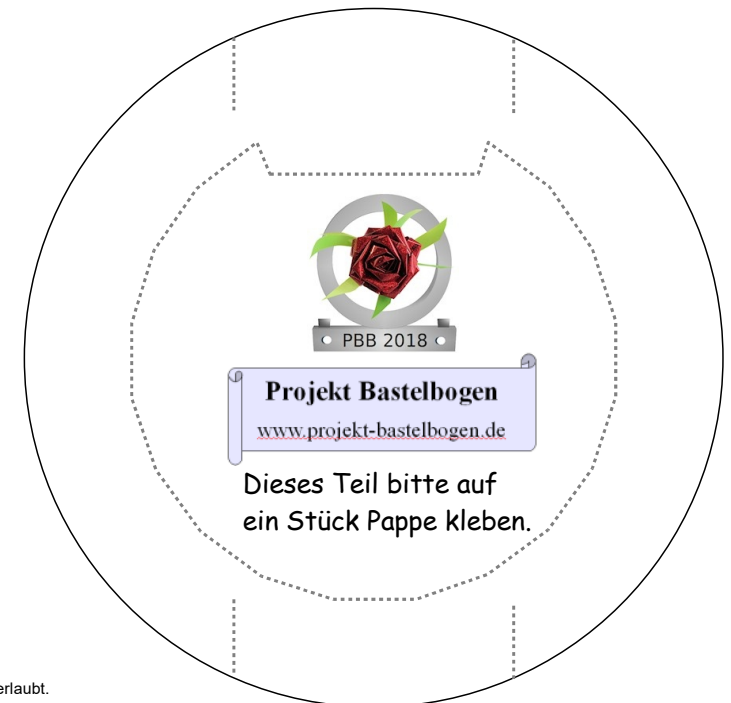 PBB 2018
Projekt Bastelbogen
www.projekt-bastelbogen.de
Dieses Teil bitte auf
ein Stück Pappe kleben.
erlaubt.